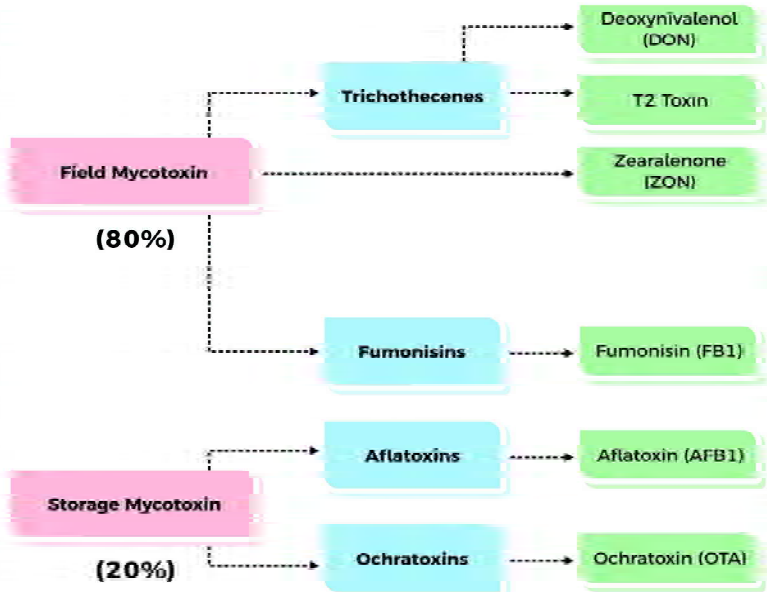 Deoxynivalenol
(DON)
Trichothecenes
T2 Toxin
Field Mycotoxin
(80%)
Zearalenone
(ZON)
Fumonisins
Fumonisin (FB1)
Aflatoxins
Aflatoxin (AFB1)
Storage Mycotoxin
(20%)
Ochratoxins
Ochratoxin (OTA)